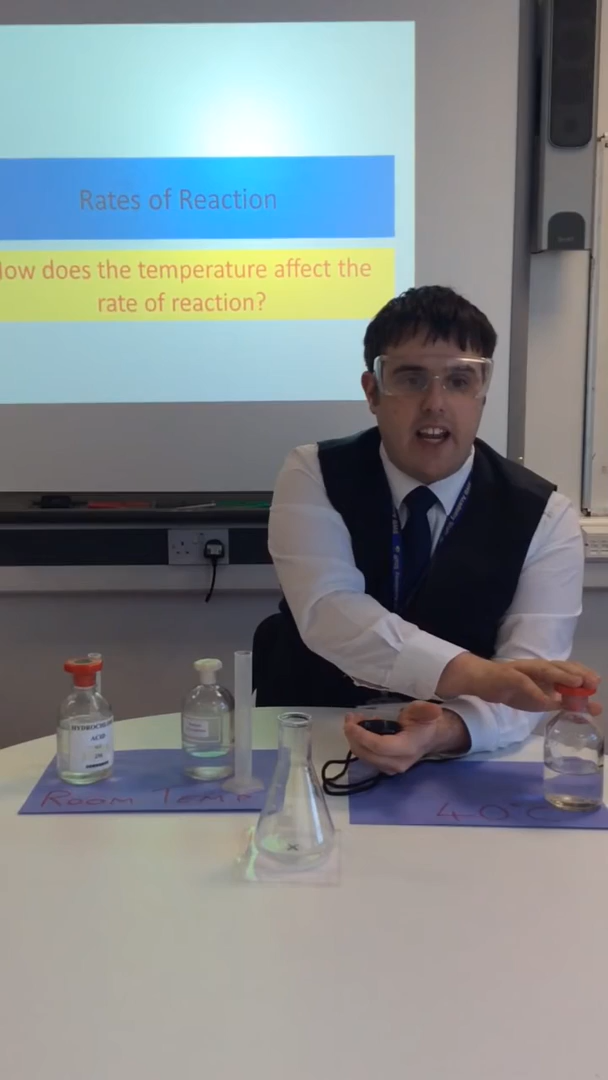 Rates of Reaction
How does the temperature affect the
rate of reaction?
HYDROCHLORIC
ACID
ROOM TEMP
40°C
X